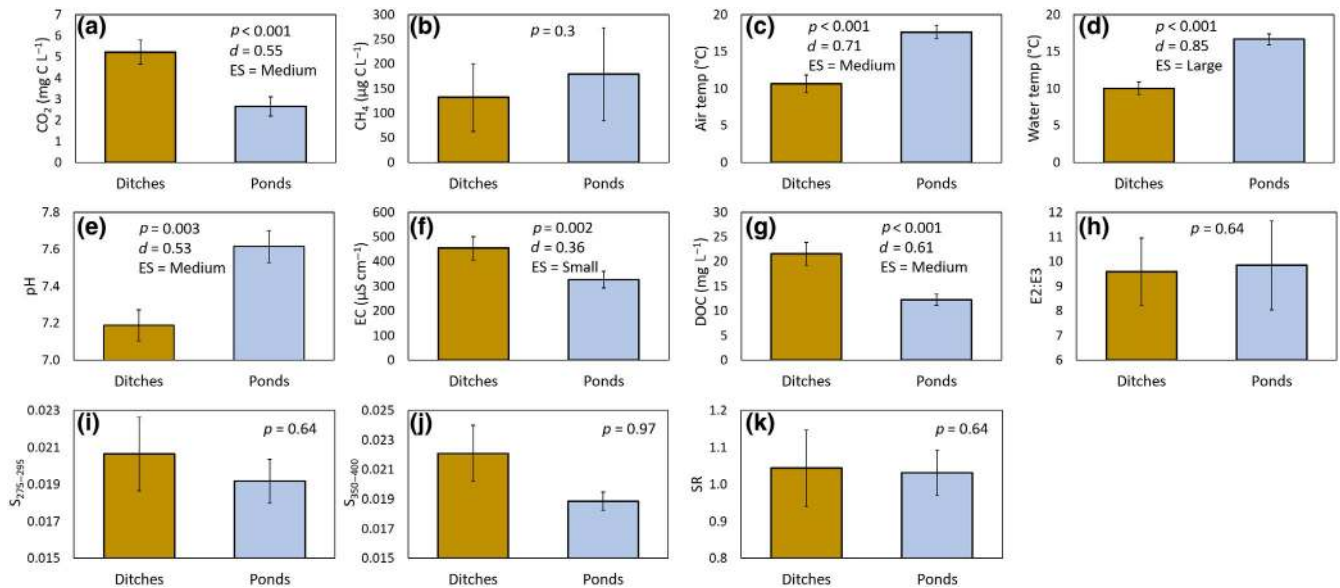 (a)
CO₂ (mg C L⁻¹)
6
5
4
3
2
1
0
p < 0.001
d = 0.55
ES = Medium
Ditches Ponds
(b)
CH₄ (µg C L⁻¹)
300
250
200
150
100
50
0
p = 0.3
Ditches Ponds
(c)
Air temp (°C)
20
15
10
5
0
p < 0.001
d = 0.71
ES = Medium
Ditches Ponds
(d)
Water temp (°C)
20
15
10
5
0
p < 0.001
d = 0.85
ES = Large
Ditches Ponds
(e)
pH
7.8
7.6
7.4
7.2
7.0
p = 0.003
d = 0.53
ES = Medium
Ditches Ponds
(f)
EC (µS cm⁻¹)
600
500
400
300
200
100
0
p = 0.002
d = 0.36
ES = Small
Ditches Ponds
(g)
DOC (mg L⁻¹)
30
25
20
15
10
5
0
p < 0.001
d = 0.61
ES = Medium
Ditches Ponds
(h)
E2:E3
12
11
10
9
8
7
6
p = 0.64
Ditches Ponds
(i)
S₂₇₅₋₂₉₅
0.023
0.021
0.019
0.017
0.015
p = 0.64
Ditches Ponds
(j)
S₃₅₀₋₄₀₀
0.025
0.023
0.021
0.019
0.017
0.015
p = 0.97
Ditches Ponds
(k)
SR
1.2
1.1
1.0
0.9
0.8
p = 0.64
Ditches Ponds